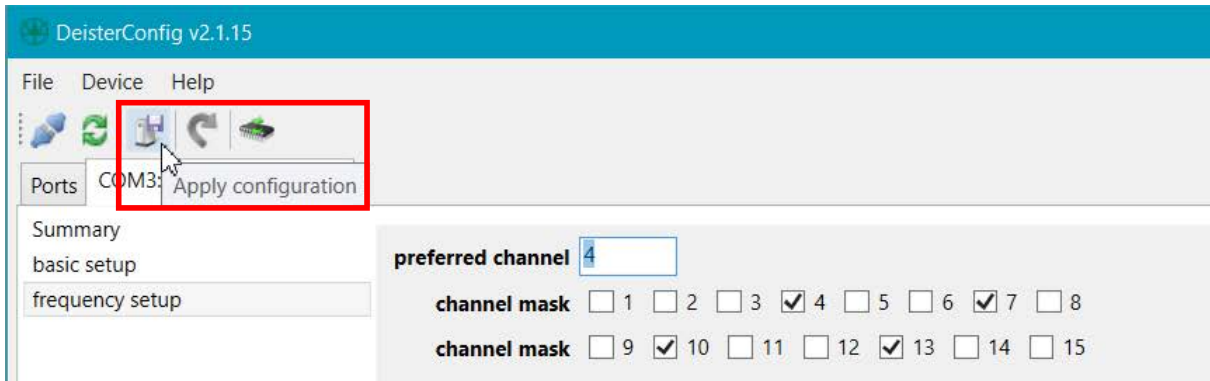 DeisterConfig v2.1.15
File Device Help
Ports COM3: Apply configuration
Summary
basic setup
frequency setup
preferred channel 4
channel mask 1 2 3 4 5 6 7 8
channel mask 9 10 11 12 13 14 15